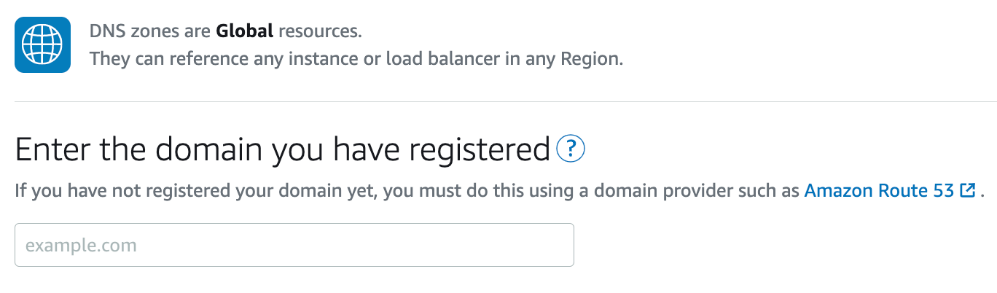 DNS zones are Global resources.
They can reference any instance or load balancer in any Region.
Enter the domain you have registered ?
If you have not registered your domain yet, you must do this using a domain provider such as Amazon Route 53 .
example.com